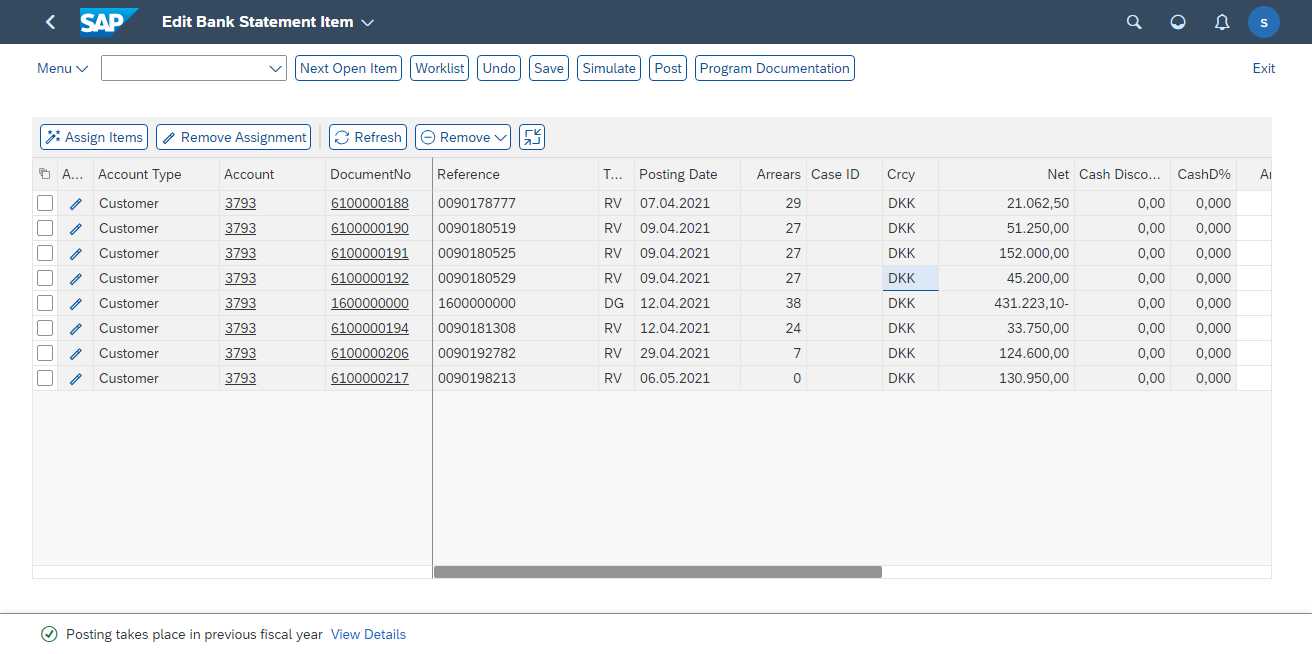 SAP Edit Bank Statement Item S
Menu Next Open Item Worklist Undo Save Simulate Post Program Documentation Exit
Assign Items Remove Assignment Refresh Remove
A... Account Type Account DocumentNo Reference T... Posting Date Arrears Case ID Crcy Net Cash Disco... CashD%
Customer 3793 6100000188 0090178777 RV 07.04.2021 29 DKK 21.062,50 0,00 0,000
Customer 3793 6100000190 0090180519 RV 09.04.2021 27 DKK 51.250,00 0,00 0,000
Customer 3793 6100000191 0090180525 RV 09.04.2021 27 DKK 152.000,00 0,00 0,000
Customer 3793 6100000192 0090180529 RV 09.04.2021 27 DKK 45.200,00 0,00 0,000
Customer 3793 1600000000 1600000000 DG 12.04.2021 38 DKK 431.223,10- 0,00 0,000
Customer 3793 6100000194 0090181308 RV 12.04.2021 24 DKK 33.750,00 0,00 0,000
Customer 3793 6100000206 0090192782 RV 29.04.2021 7 DKK 124.600,00 0,00 0,000
Customer 3793 6100000217 0090198213 RV 06.05.2021 0 DKK 130.950,00 0,00 0,000
Posting takes place in previous fiscal year View Details